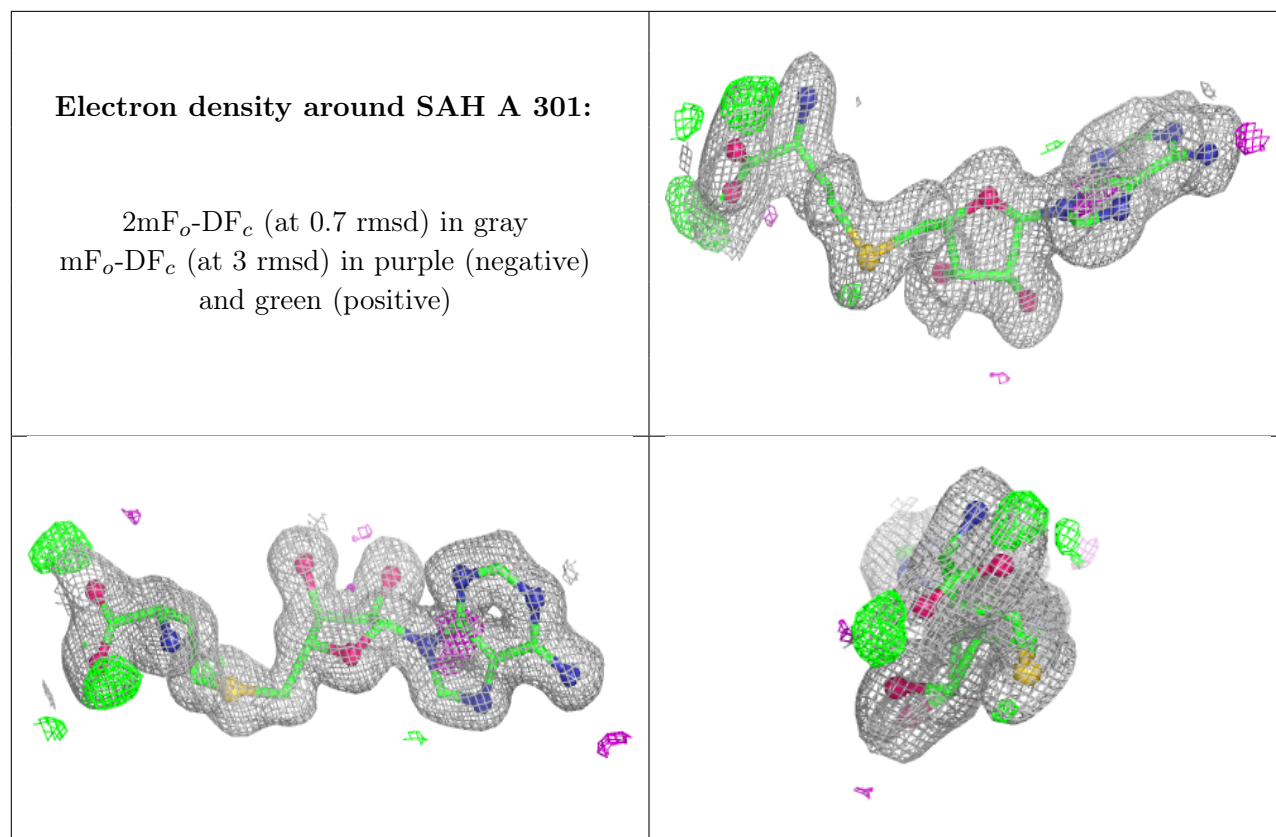 Electron density around SAH A 301:
2mFo-DFc (at 0.7 rmsd) in gray
mFo-DFc (at 3 rmsd) in purple (negative)
and green (positive)